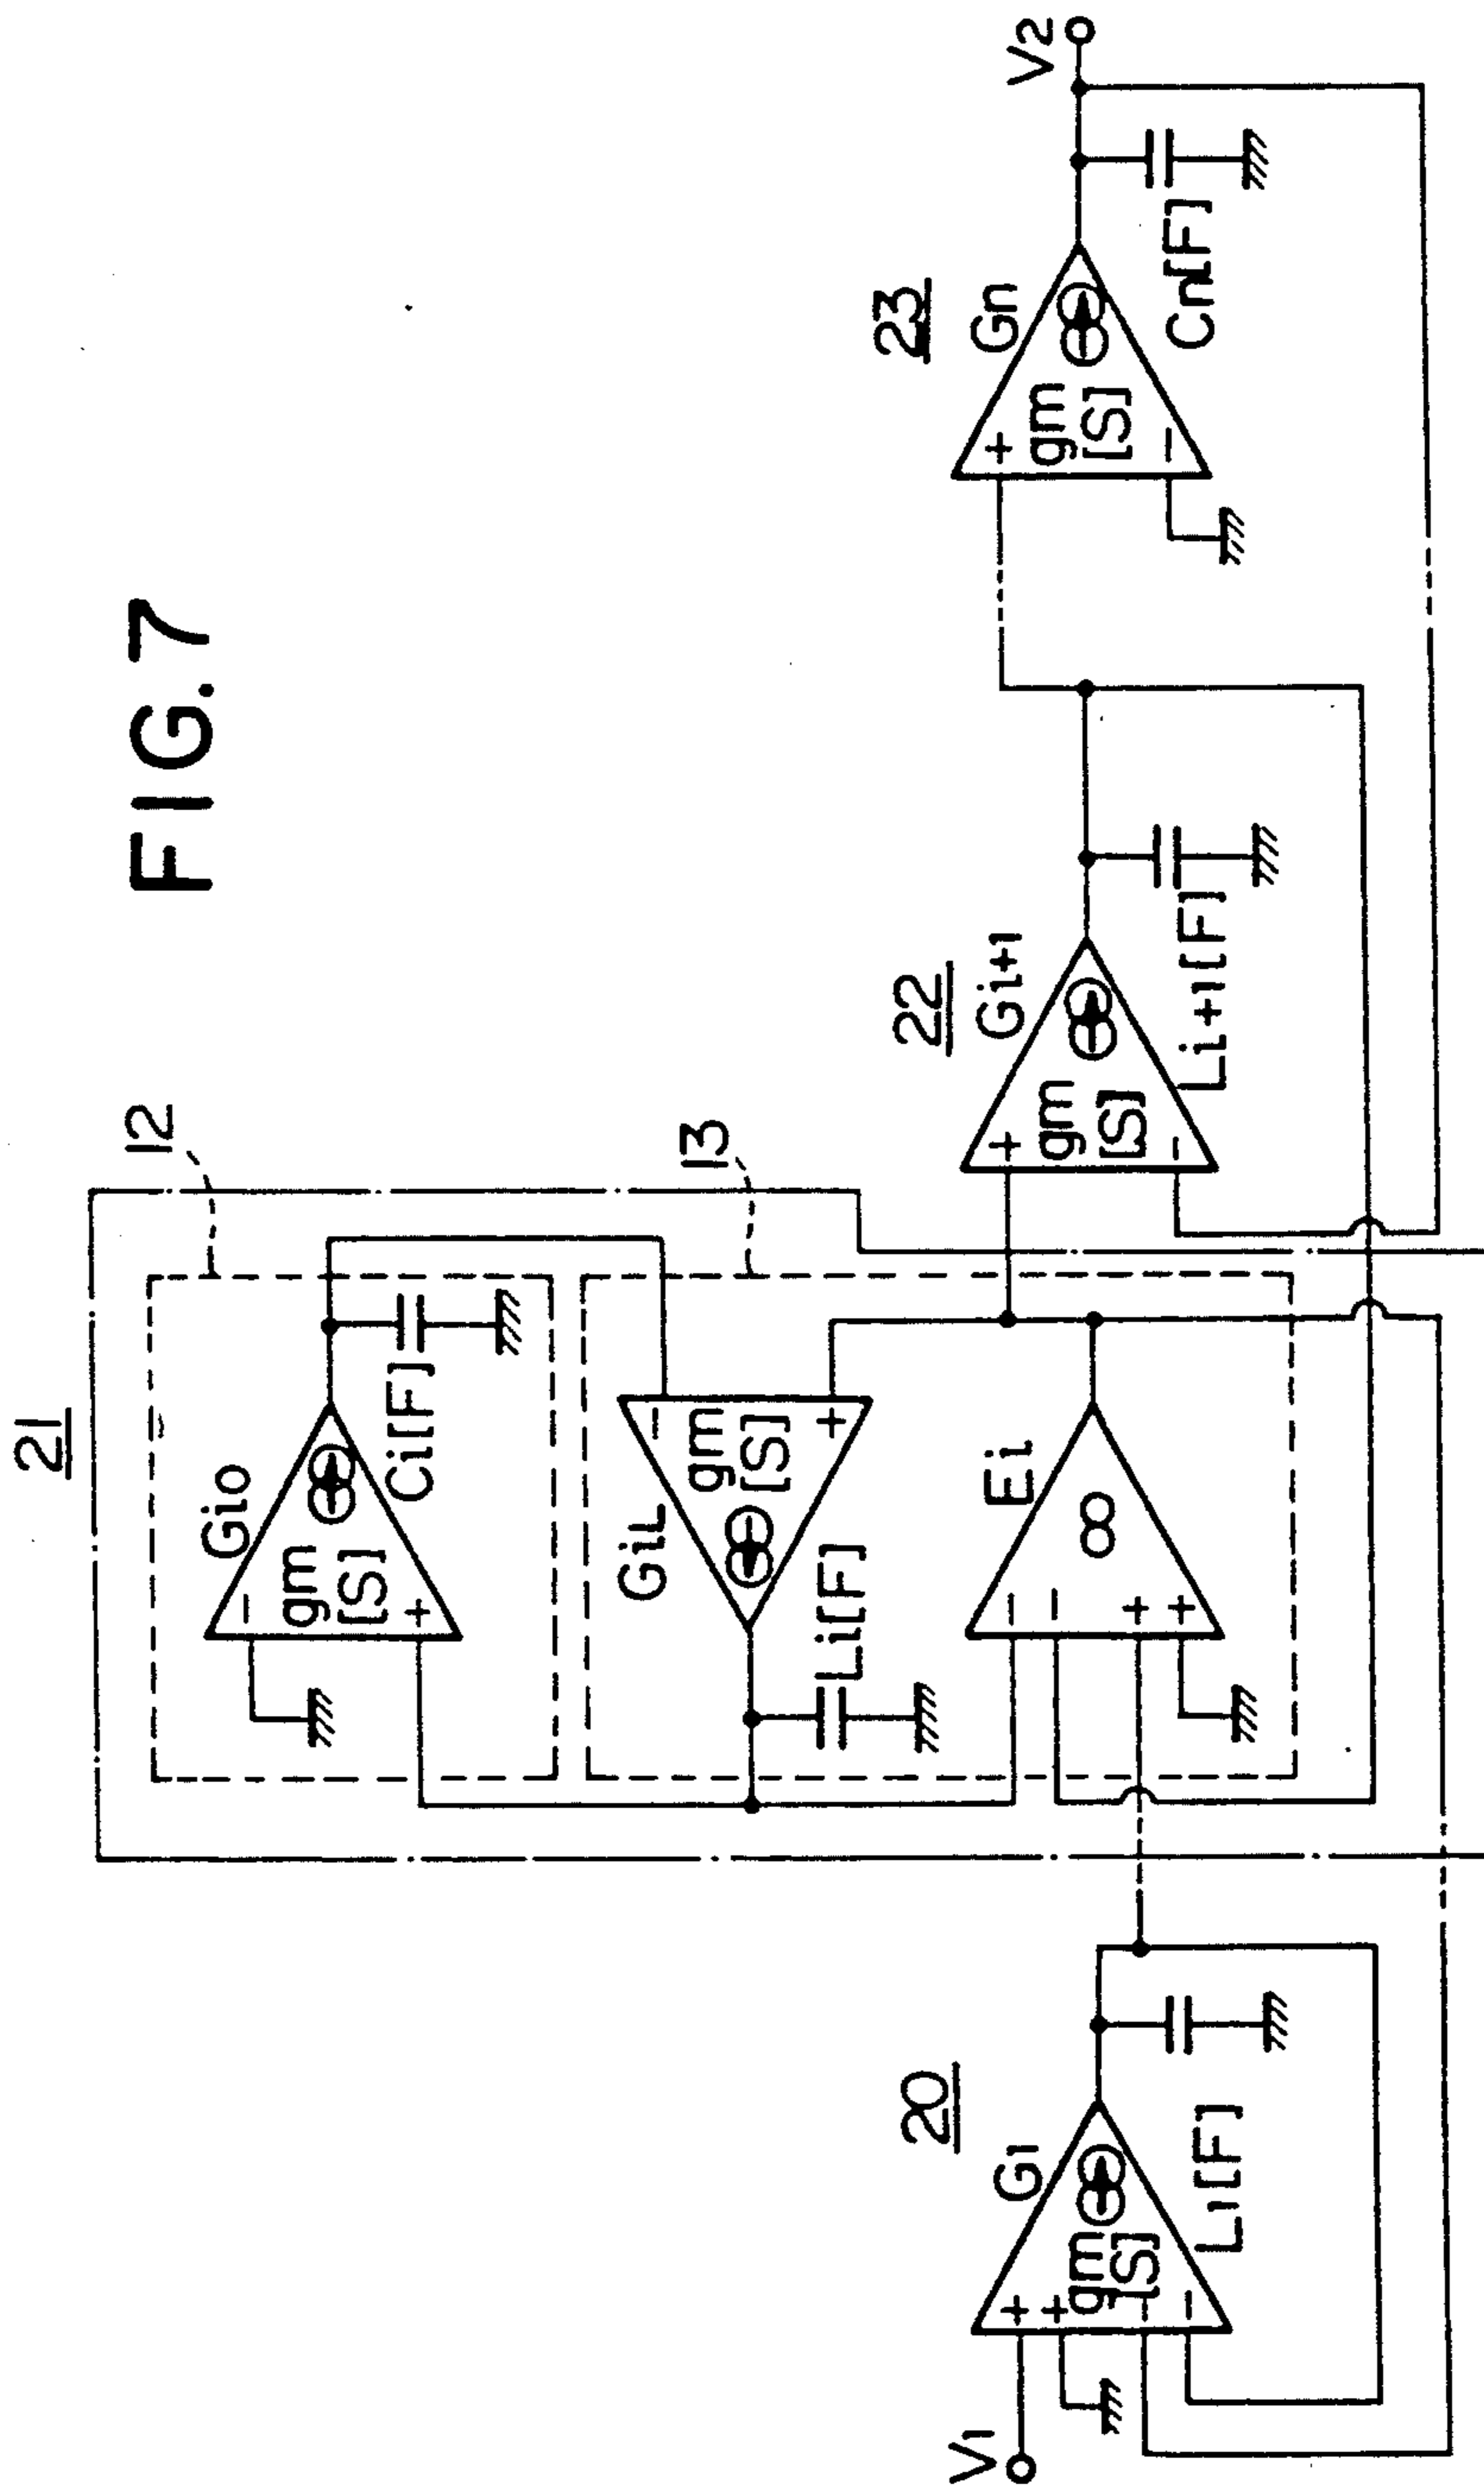 FIG. 7
21
12
Gi0
gm
[S]
−
+
Ci[F]
13
GiL
gm
[S]
−
+
Li[F]
Ei
∞
−
−
+
+
20
G1
gm
[S]
+
+
−
−
L1[F]
V1
22
Gi+1
gm
[S]
+
−
Li+1[F]
23
Gn
gm
[S]
+
−
Cn[F]
V2